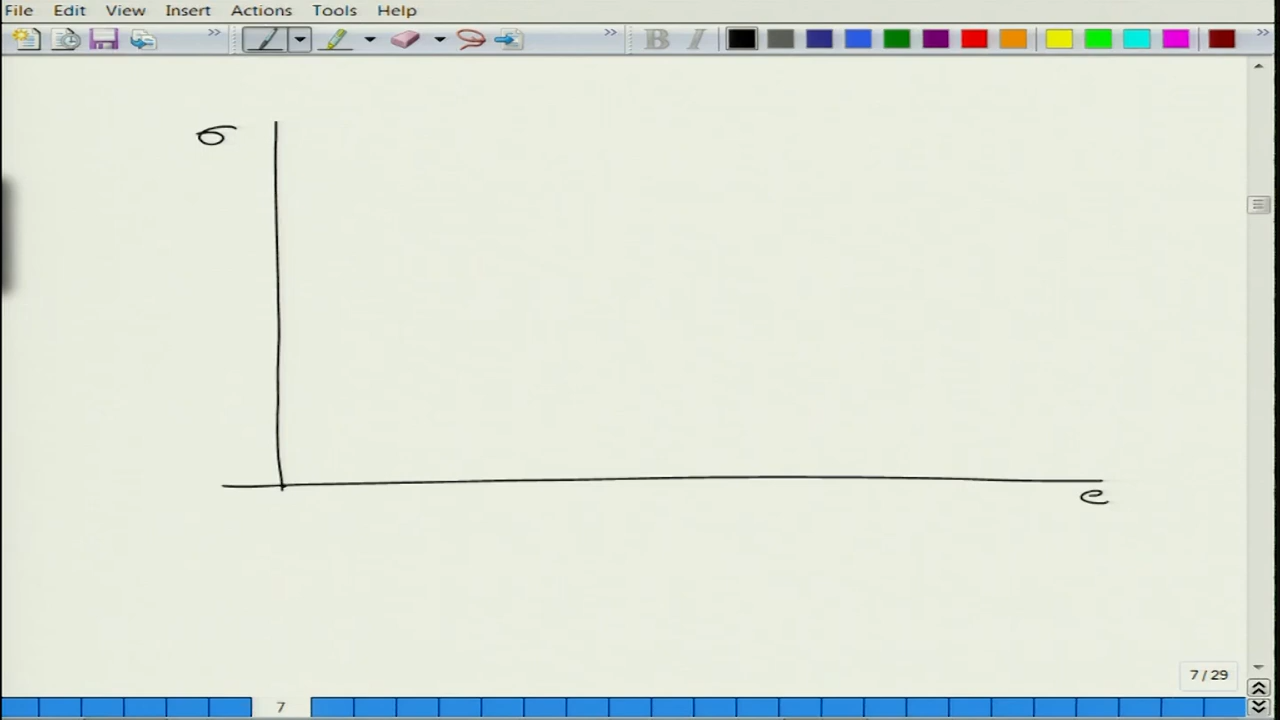 File Edit View Insert Actions Tools Help
» » B I »
σ
e
7 / 29
7